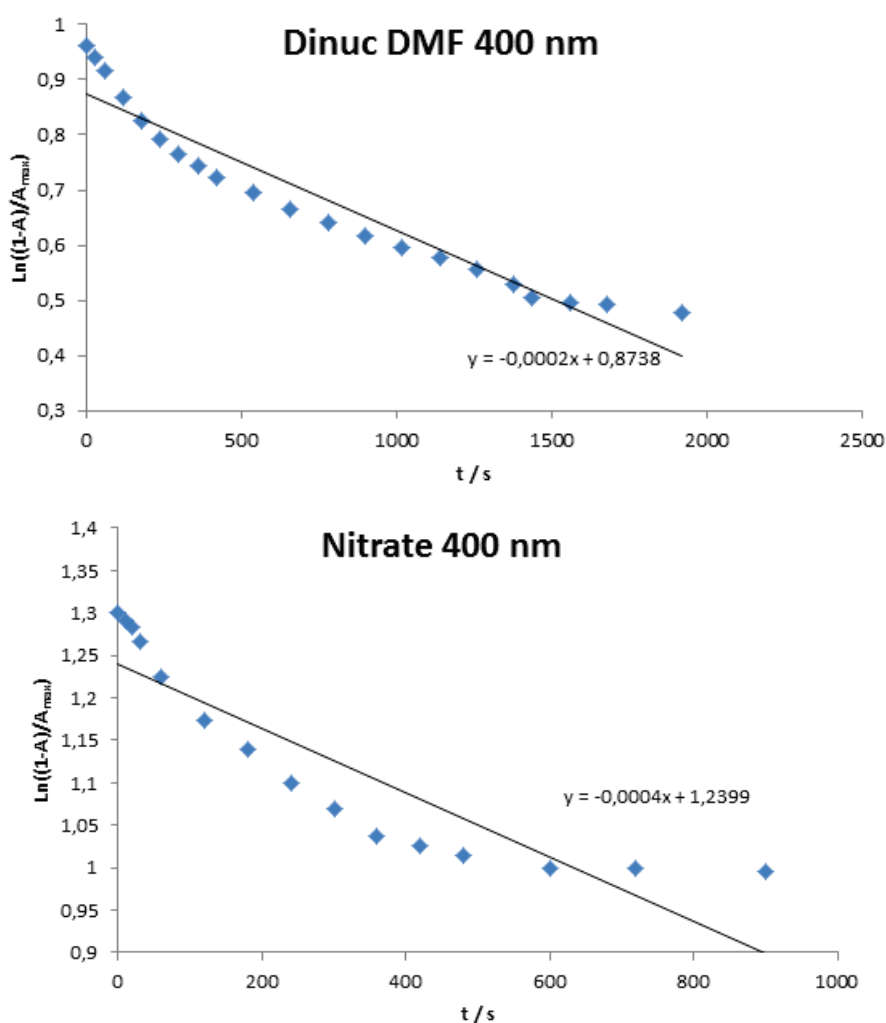 Dinuc DMF 400 nm
1
0,9
0,8
0,7
0,6
0,5
0,4
0,3
Ln((1-A)/Amax)
y = -0,0002x + 0,8738
0 500 1000 1500 2000 2500
t / s
Nitrate 400 nm
1,4
1,35
1,3
1,25
1,2
1,15
1,1
1,05
1
0,95
0,9
Ln((1-A)/Amax)
y = -0,0004x + 1,2399
0 200 400 600 800 1000
t / s